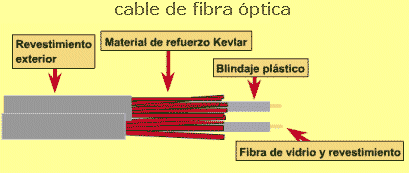 cable de fibra óptica
Revestimiento
exterior
Material de refuerzo Kevlar
Blindaje plástico
Fibra de vidrio y revestimiento